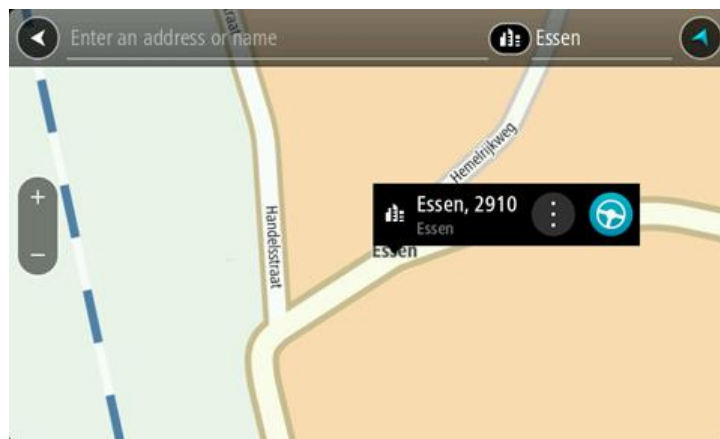 Enter an address or name
Essen
Hemelrijkweg
Handelsstraat
Essen, 2910
Essen
Essen